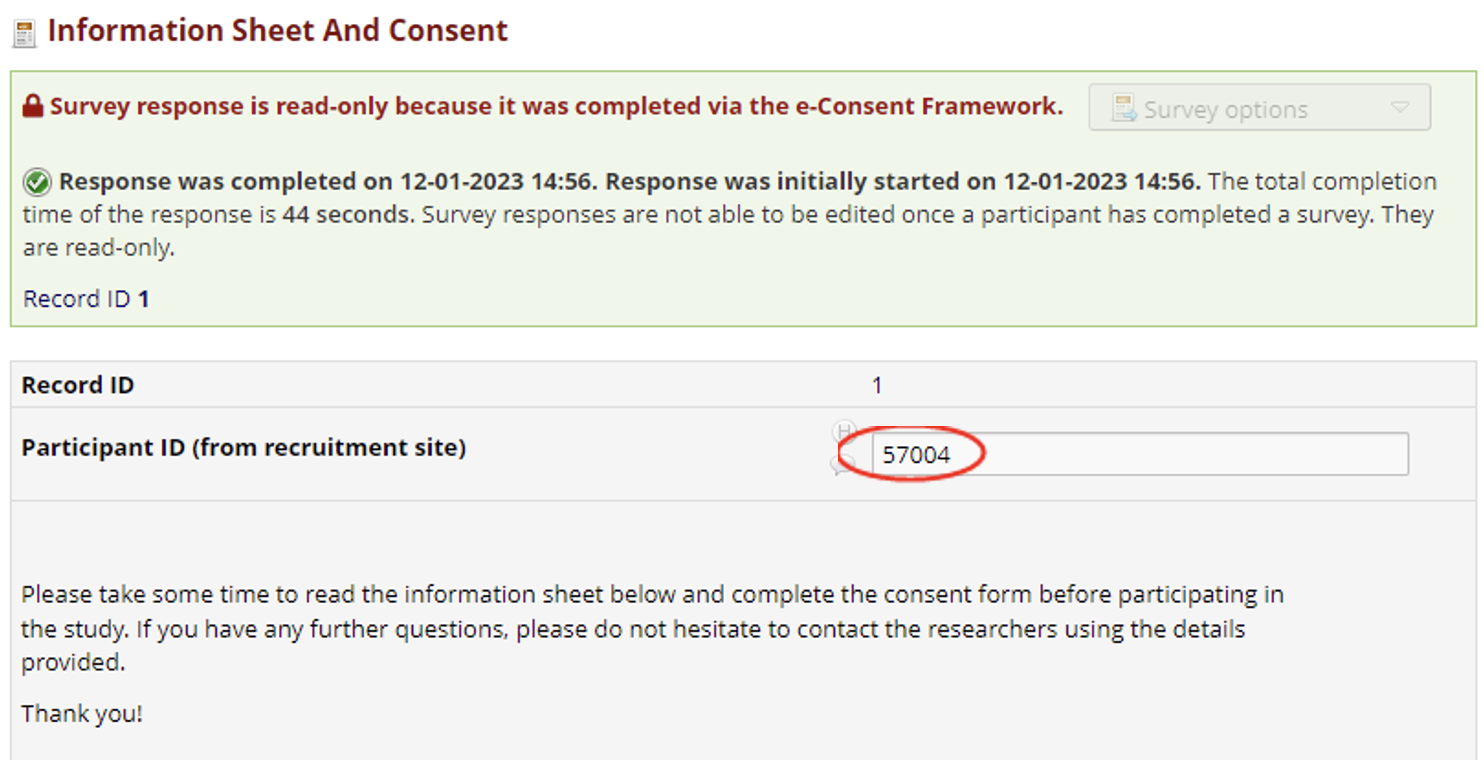 Information Sheet And Consent
Survey response is read-only because it was completed via the e-Consent Framework.
Survey options
Response was completed on 12-01-2023 14:56. Response was initially started on 12-01-2023 14:56. The total completion
time of the response is 44 seconds. Survey responses are not able to be edited once a participant has completed a survey. They
are read-only.
Record ID 1
Record ID 1
Participant ID (from recruitment site) H 57004
Please take some time to read the information sheet below and complete the consent form before participating in
the study. If you have any further questions, please do not hesitate to contact the researchers using the details
provided.
Thank you!